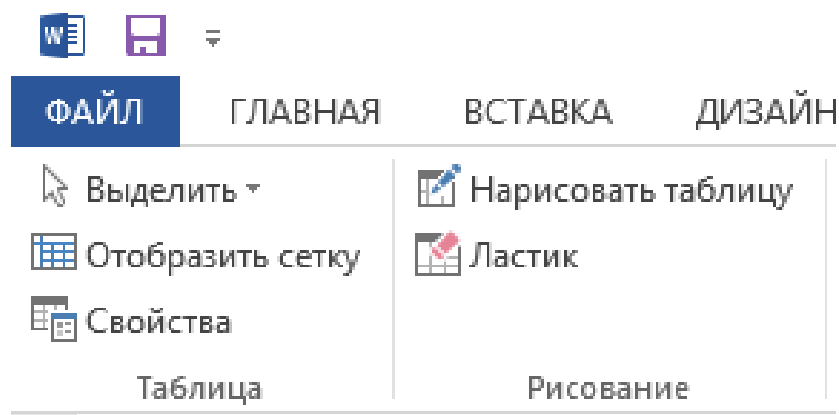 ФАЙЛ ГЛАВНАЯ ВСТАВКА ДИЗАЙН
Выделить
Отобразить сетку
Свойства
Таблица
Нарисовать таблицу
Ластик
Рисование